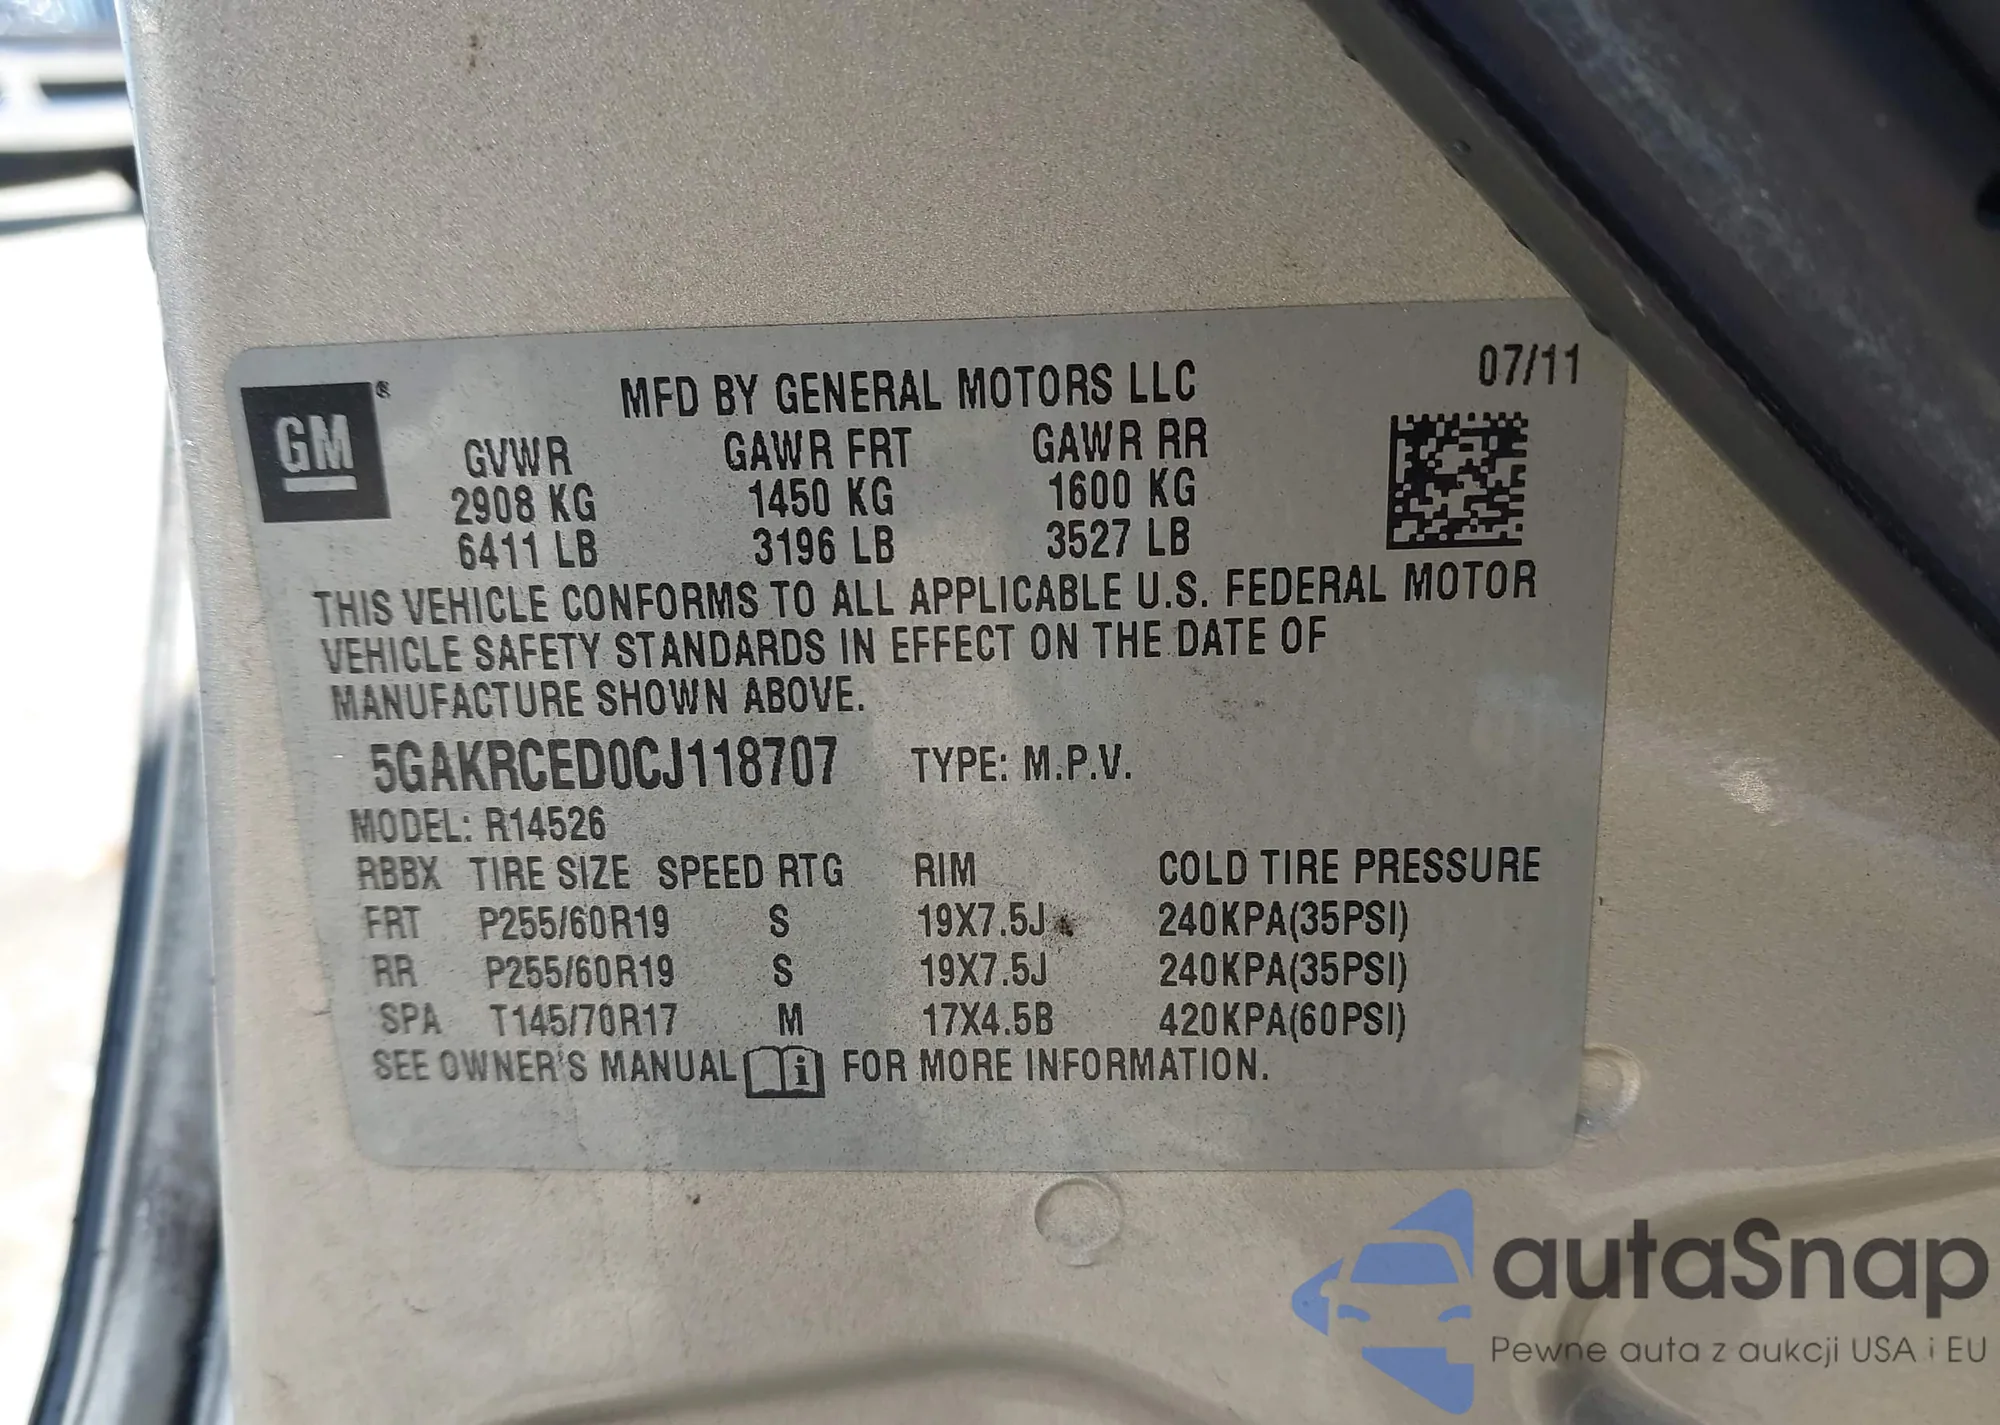 07/11
GM®
MFD BY GENERAL MOTORS LLC
GVWR GAWR FRT GAWR RR
2908 KG 1450 KG 1600 KG
6411 LB 3196 LB 3527 LB
THIS VEHICLE CONFORMS TO ALL APPLICABLE U.S. FEDERAL MOTOR
VEHICLE SAFETY STANDARDS IN EFFECT ON THE DATE OF
MANUFACTURE SHOWN ABOVE.
5GAKRCED0CJ118707 TYPE: M.P.V.
MODEL: R14526
RBBX TIRE SIZE SPEED RTG RIM COLD TIRE PRESSURE
FRT P255/60R19 S 19X7.5J 240KPA(35PSI)
RR P255/60R19 S 19X7.5J 240KPA(35PSI)
SPA T145/70R17 M 17X4.5B 420KPA(60PSI)
SEE OWNER'S MANUAL i FOR MORE INFORMATION.
autaSnap
Pewne auta z aukcji USA i EU